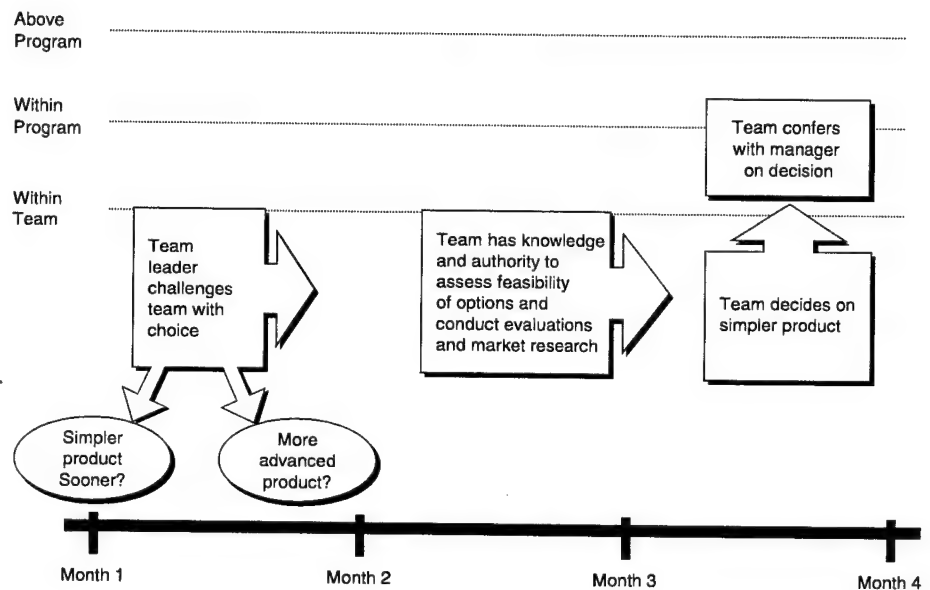 Above
Program
Within
Program
Team confers
with manager
on decision
Within
Team
Team
leader
challenges
team with
choice
Team has knowledge
and authority to
assess feasibility
of options and
conduct evaluations
and market research
Team decides on
simpler product
Simpler
product
Sooner?
More
advanced
product?
Month 1
Month 2
Month 3
Month 4